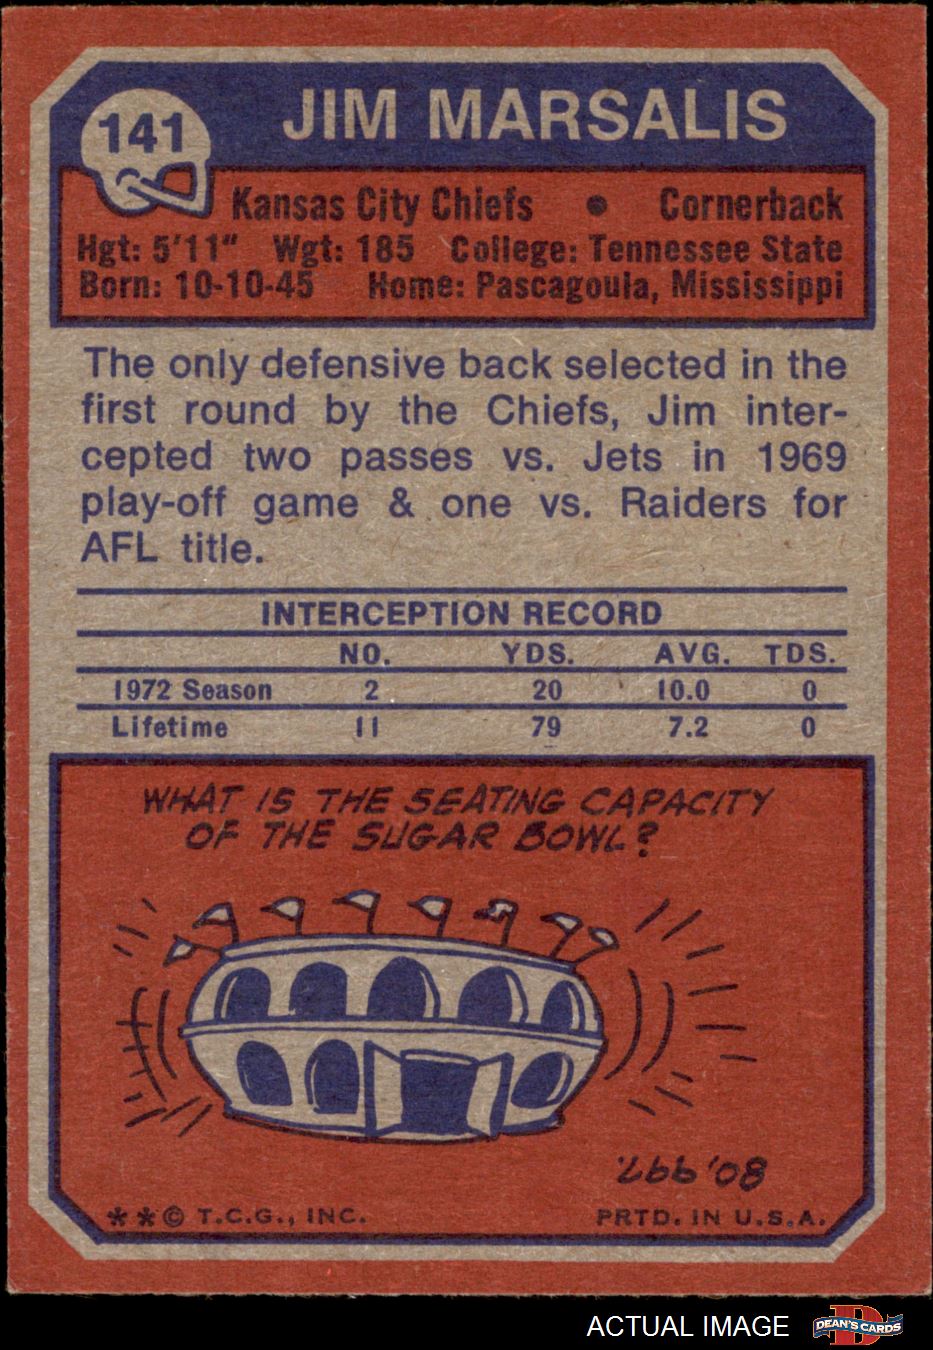 141
JIM MARSALIS
Kansas City Chiefs • Cornerback
Hgt: 5'11" Wgt: 185 College: Tennessee State
Born: 10-10-45 Home: Pascagoula, Mississippi
The only defensive back selected in the
first round by the Chiefs, Jim inter-
cepted two passes vs. Jets in 1969
play-off game & one vs. Raiders for
AFL title.
INTERCEPTION RECORD
NO. YDS. AVG. TDS.
1972 Season 2 20 10.0 0
Lifetime 11 79 7.2 0
WHAT IS THE SEATING CAPACITY
OF THE SUGAR BOWL?
80,997.
**© T.C.G., INC. PRTD. IN U.S.A.
ACTUAL IMAGE
D
DEAN'S CARDS